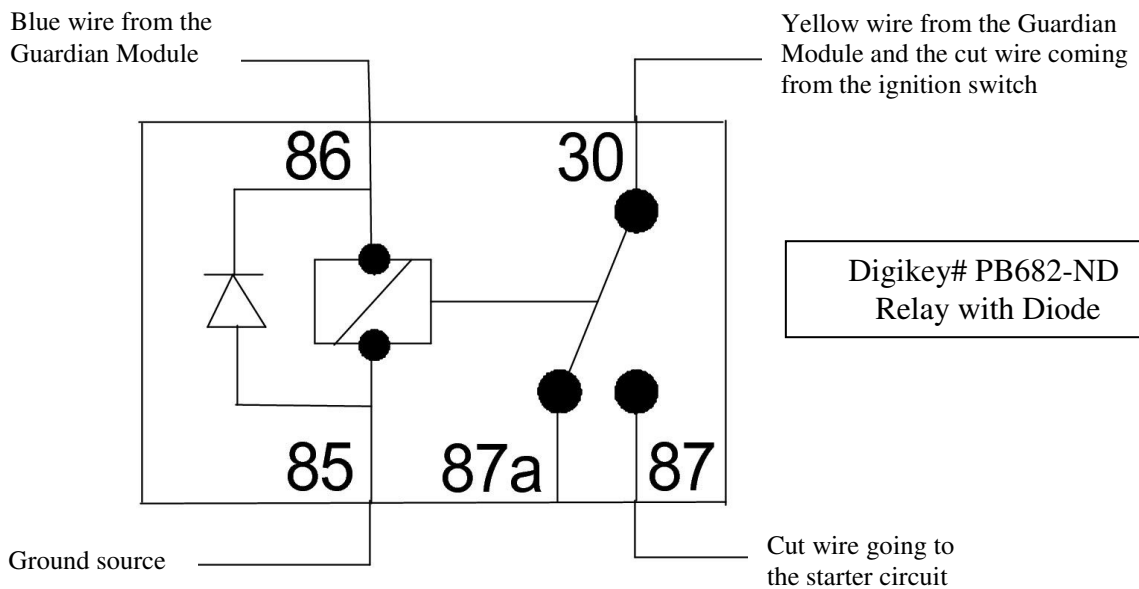 Blue wire from the
Guardian Module
Yellow wire from the Guardian
Module and the cut wire coming
from the ignition switch
86
30
Digikey# PB682-ND
Relay with Diode
85
87a
87
Ground source
Cut wire going to
the starter circuit